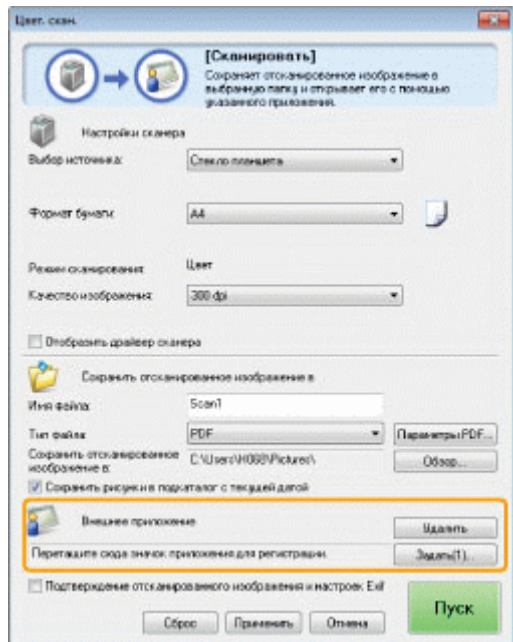 Цвет. скан.
[Сканировать]
Сохраняет отсканированное изображение в
выбранную папку и открывает его с помощью
указанного приложения.
Настройки сканера
Выбор источника: Стекло планшета
Формат бумаги: A4
Режим сканирования: Цвет
Качество изображения: 300 dpi
Отобразить драйвер сканера
Сохранить отсканированное изображение в
Имя файла: Scan1
Тип файла: PDF Параметры PDF...
Сохранить отсканированное
изображение в: C:\Users\H068\Pictures\ Обзор...
Сохранить рисунки в подкаталог с текущей датой
Внешнее приложение Удалить
Перетащите сюда значок приложения для регистрации. Задать(1)...
Подтверждение отсканированного изображения и настроек Exif
Пуск
Сброс Применить Отмена